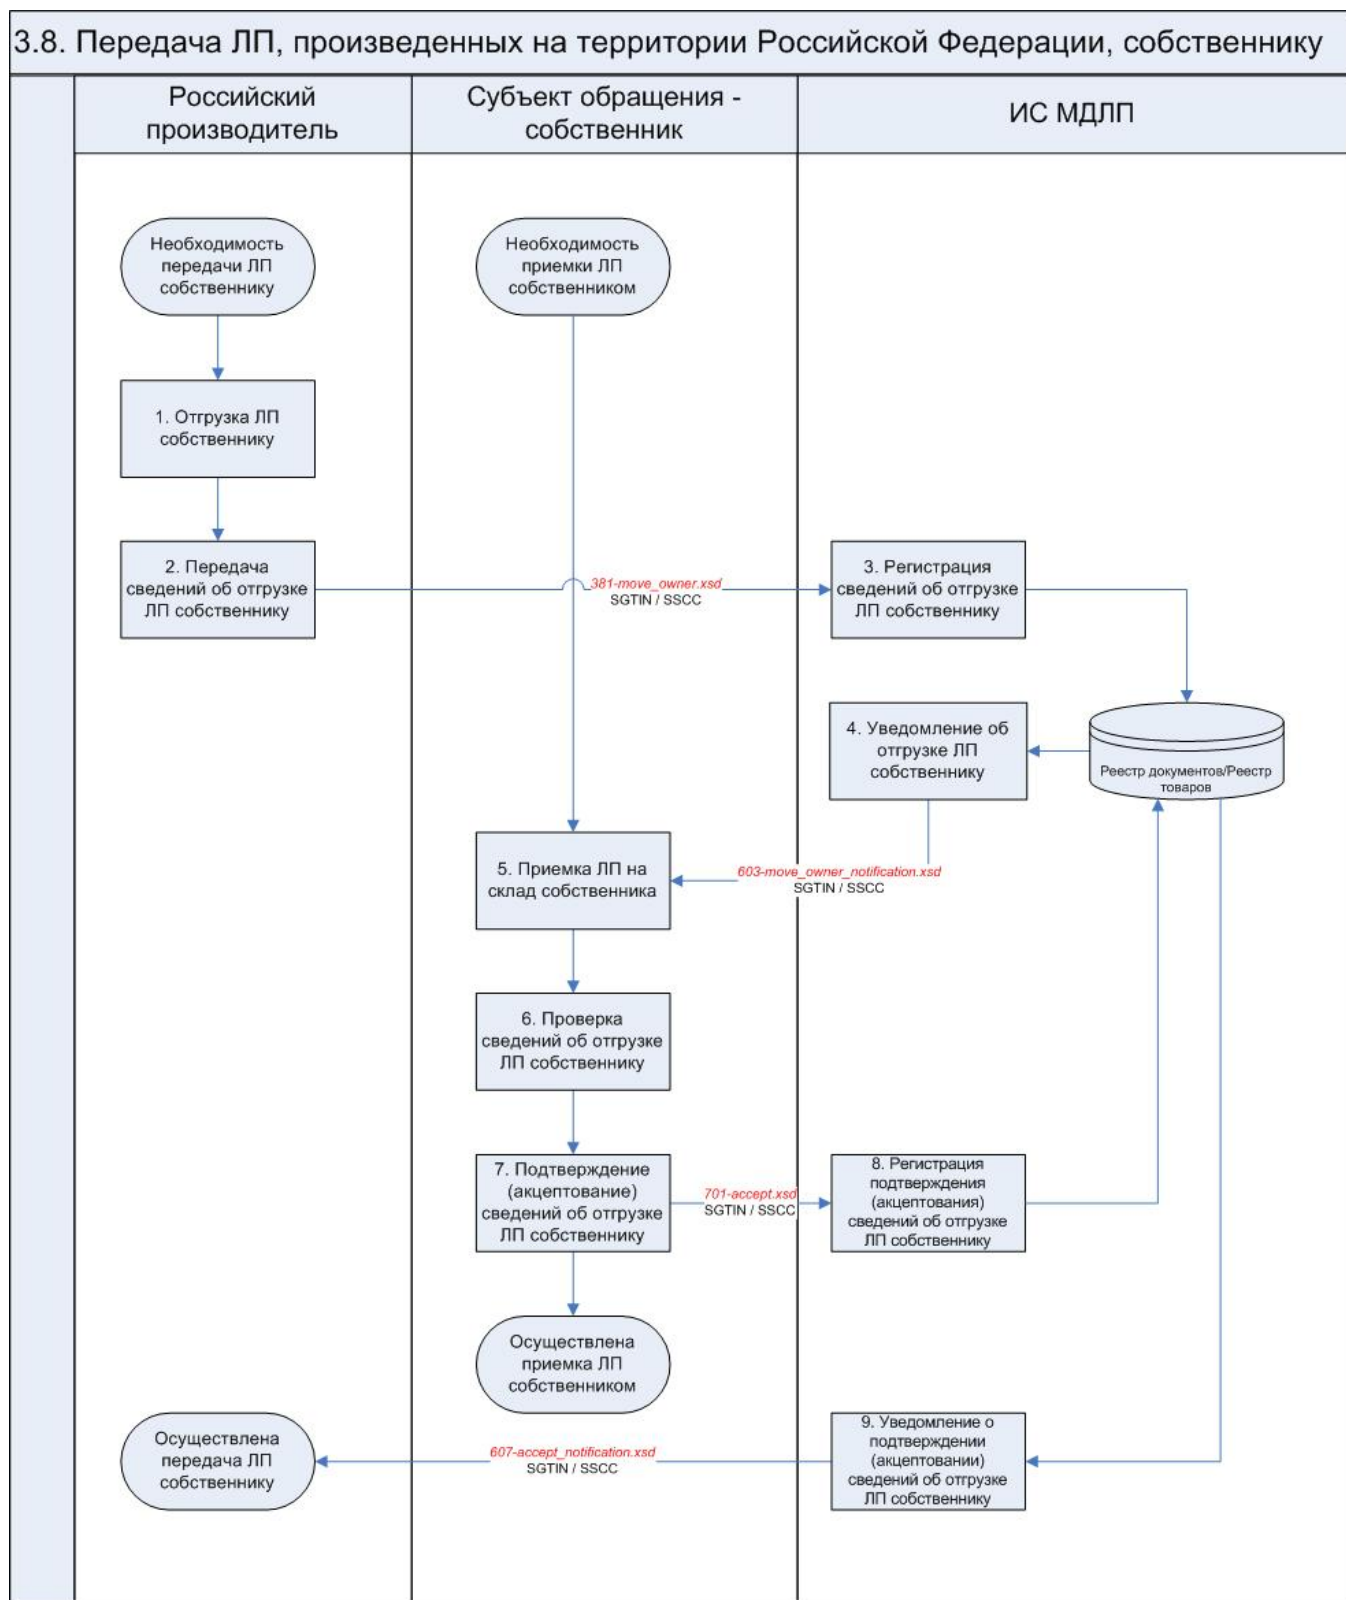 3.8. Передача ЛП, произведенных на территории Российской Федерации, собственнику
Российский
производитель
Субъект обращения -
собственник
ИС МДЛП
Необходимость
передачи ЛП
собственнику
Необходимость
приемки ЛП
собственником
1. Отгрузка ЛП
собственнику
2. Передача
сведений об отгрузке
ЛП собственнику
381-move_owner.xsd
SGTIN / SSCC
3. Регистрация
сведений об отгрузке
ЛП собственнику
4. Уведомление об
отгрузке ЛП
собственнику
Реестр документов/Реестр
товаров
5. Приемка ЛП на
склад собственника
603-move_owner_notification.xsd
SGTIN / SSCC
6. Проверка
сведений об отгрузке
ЛП собственнику
7. Подтверждение
(акцептование)
сведений об отгрузке
ЛП собственнику
701-accept.xsd
SGTIN / SSCC
8. Регистрация
подтверждения
(акцептования)
сведений об отгрузке
ЛП собственнику
Осуществлена
приемка ЛП
собственником
Осуществлена
передача ЛП
собственнику
607-accept_notification.xsd
SGTIN / SSCC
9. Уведомление о
подтверждении
(акцептовании)
сведений об отгрузке
ЛП собственнику